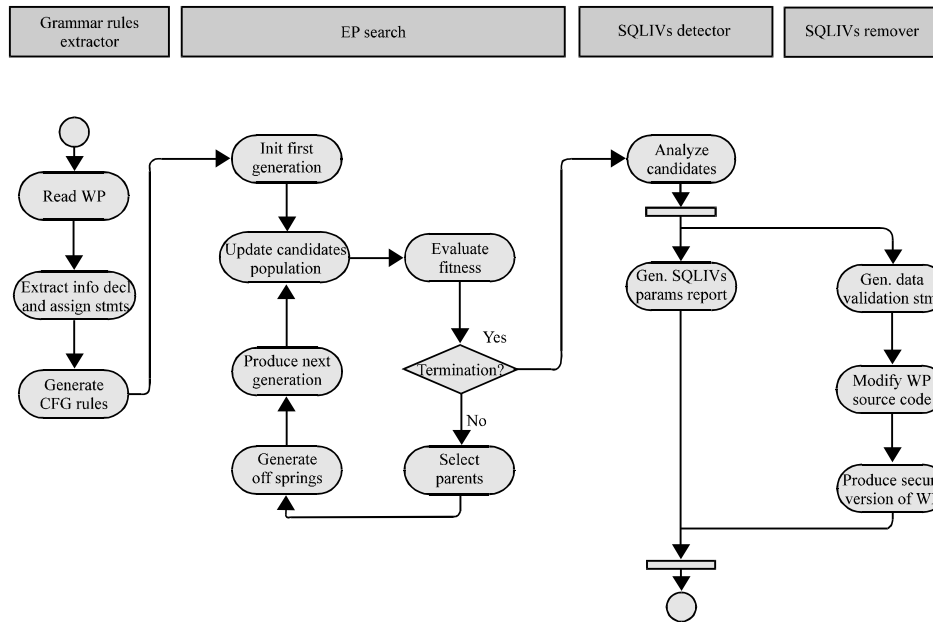 Grammar rules
extractor
EP search
SQLIVs detector
SQLIVs remover
Read WP
Extract info decl
and assign stmts
Generate
CFG rules
Init first
generation
Update candidates
population
Evaluate
fitness
Yes
Termination?
No
Select
parents
Generate
off springs
Produce next
generation
Analyze
candidates
Gen. SQLIVs
params report
Gen. data
validation stm
Modify WP
source code
Produce secur
version of W